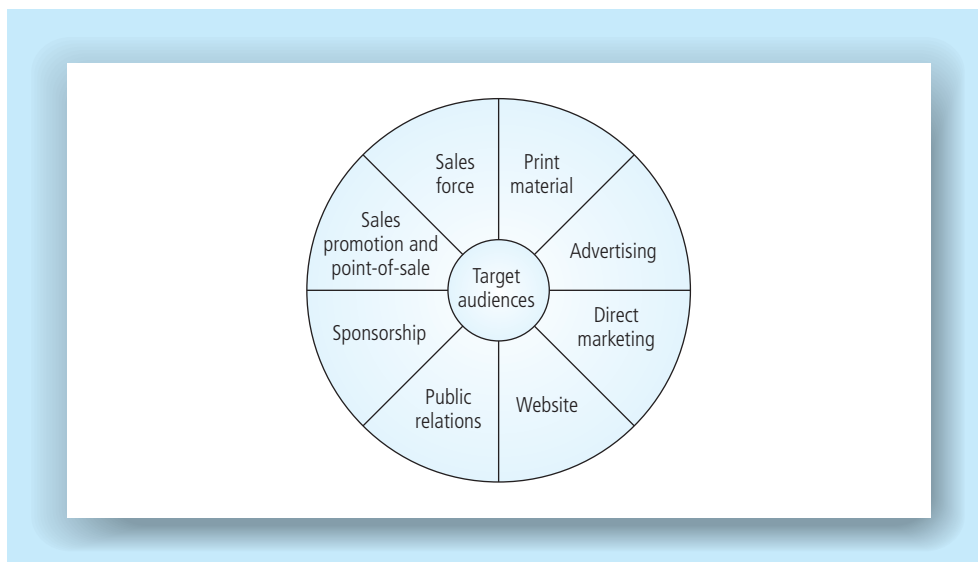 Sales
force
Print
material
Sales
promotion and
point-of-sale
Advertising
Target
audiences
Sponsorship
Direct
marketing
Public
relations
Website